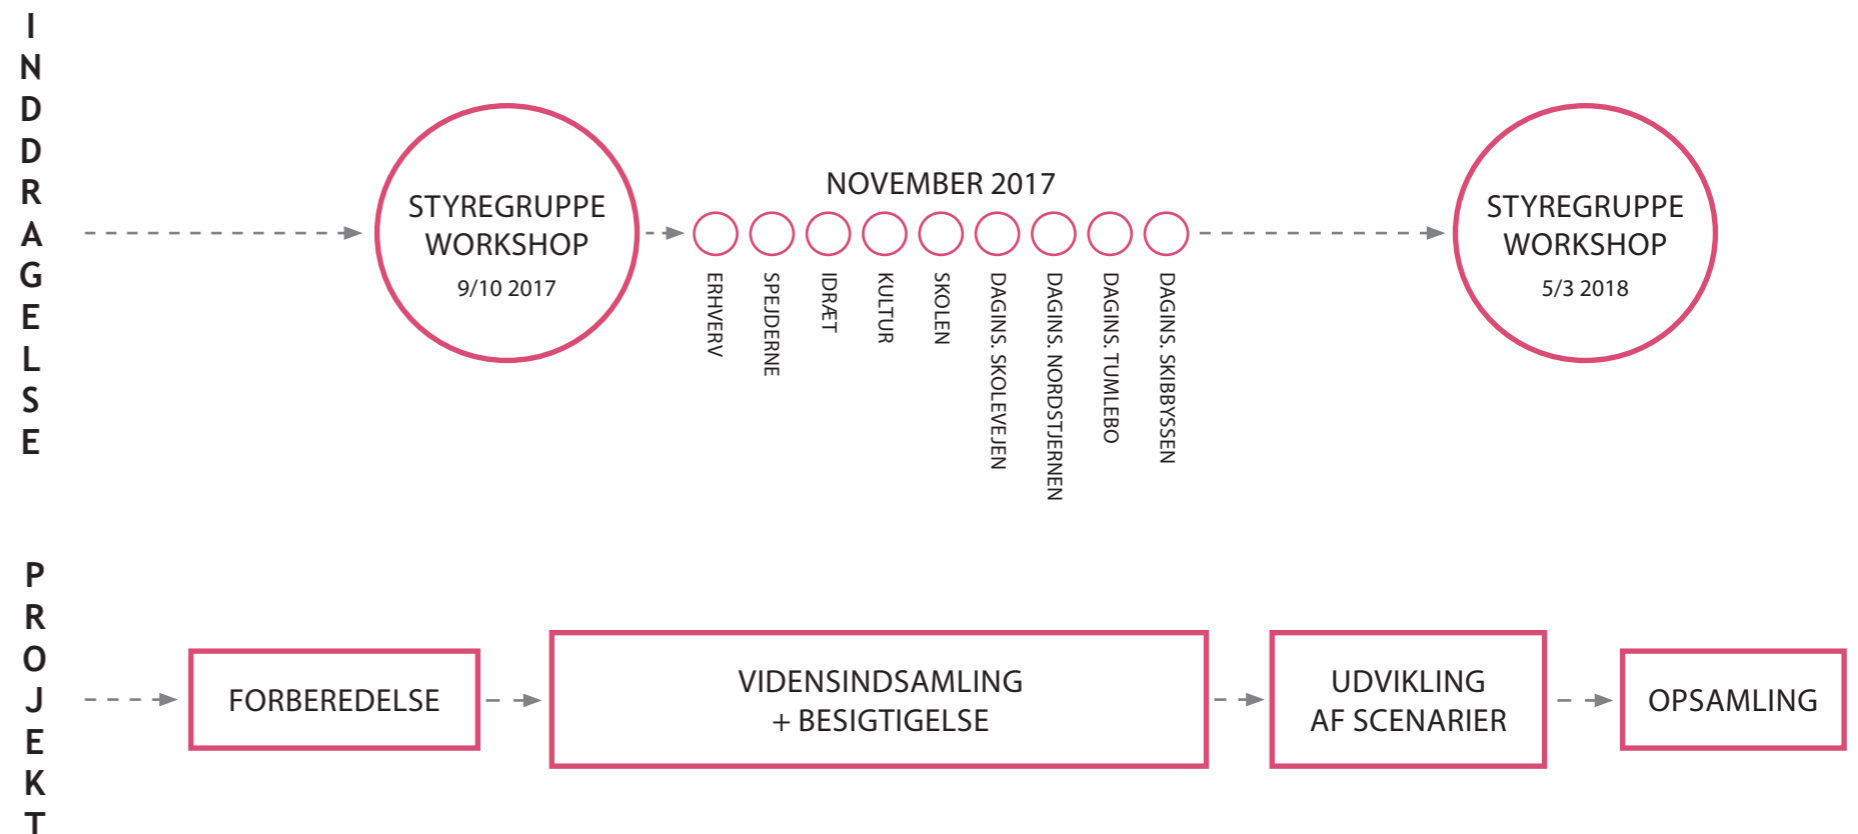 INDDRAGELSE
STYREGRUPPE
WORKSHOP
9/10 2017
NOVEMBER 2017
ERHVERV
SPEJDERNE
IDRÆT
KULTUR
SKOLEN
DAGINS. SKOLEVEJEN
DAGINS. NORDSTJERNEN
DAGINS. TUMLEBO
DAGINS. SKIBBYSSEN
STYREGRUPPE
WORKSHOP
5/3 2018
PROJEKT
FORBEREDELSE
VIDENSINDSAMLING
+ BESIGTIGELSE
UDVIKLING
AF SCENARIER
OPSAMLING